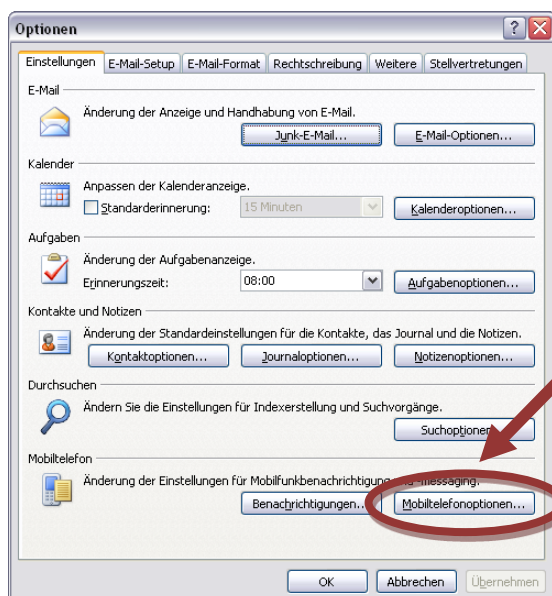 Optionen
Einstellungen E-Mail-Setup E-Mail-Format Rechtschreibung Weitere Stellvertretungen
E-Mail
Änderung der Anzeige und Handhabung von E-Mail.
Junk-E-Mail... E-Mail-Optionen...
Kalender
Anpassen der Kalenderanzeige.
Standarderinnerung: 15 Minuten Kalenderoptionen...
Aufgaben
Änderung der Aufgabenanzeige.
Erinnerungszeit: 08:00 Aufgabenoptionen...
Kontakte und Notizen
Änderung der Standardeinstellungen für die Kontakte, das Journal und die Notizen.
Kontaktoptionen... Journaloptionen... Notizenoptionen...
Durchsuchen
Ändern Sie die Einstellungen für Indexerstellung und Suchvorgänge.
Suchoptionen...
Mobiltelefon
Änderung der Einstellungen für Mobilfunkbenachrichtigung und -messaging.
Benachrichtigungen... Mobiltelefonoptionen...
OK Abbrechen Übernehmen